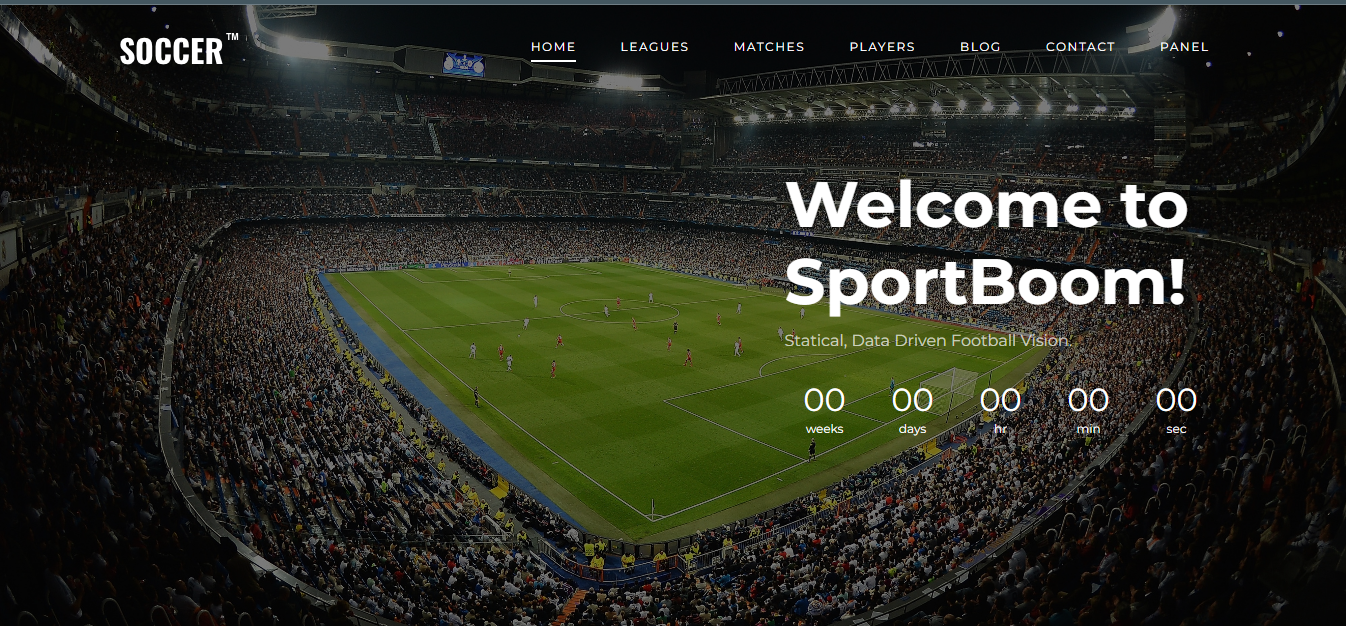 SOCCER™
HOME LEAGUES MATCHES PLAYERS BLOG CONTACT PANEL
Welcome to
SportBoom!
Statical, Data Driven Football Vision.
00 00 00 00 00
weeks days hr min sec